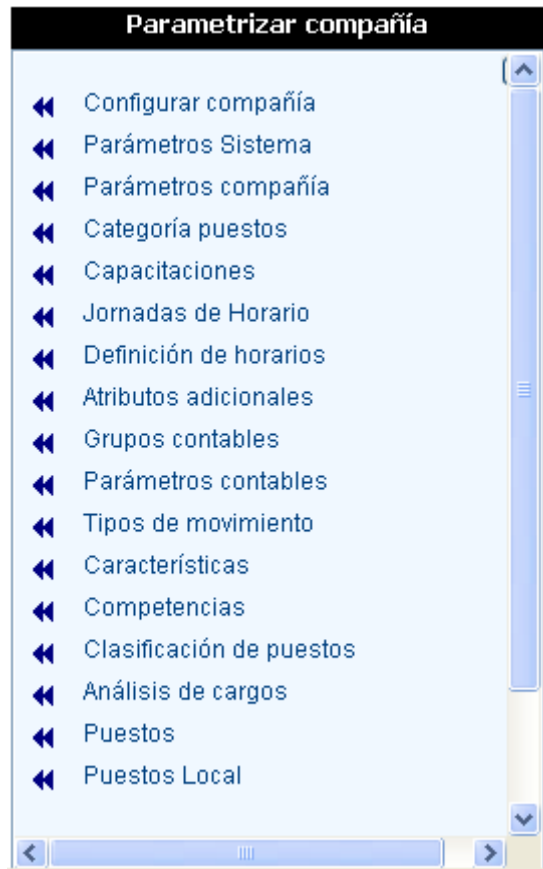 Parametrizar compañía
Configurar compañía
Parámetros Sistema
Parámetros compañía
Categoría puestos
Capacitaciones
Jornadas de Horario
Definición de horarios
Atributos adicionales
Grupos contables
Parámetros contables
Tipos de movimiento
Características
Competencias
Clasificación de puestos
Análisis de cargos
Puestos
Puestos Local